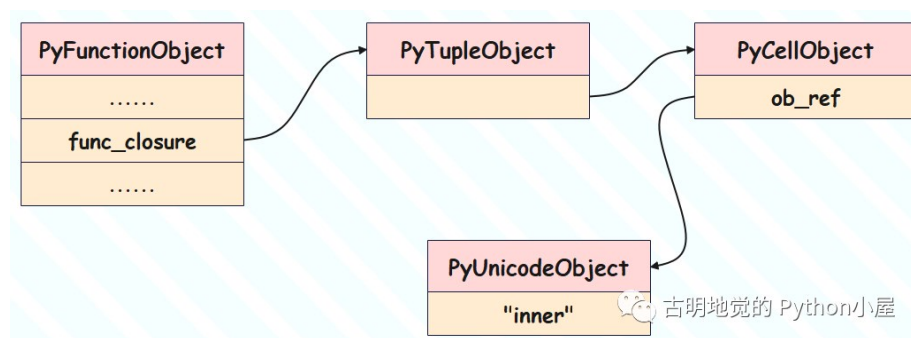 PyFunctionObject
......
func_closure
......
PyTupleObject
PyCellObject
ob_ref
PyUnicodeObject
"inner"
古明地觉的 Python小屋